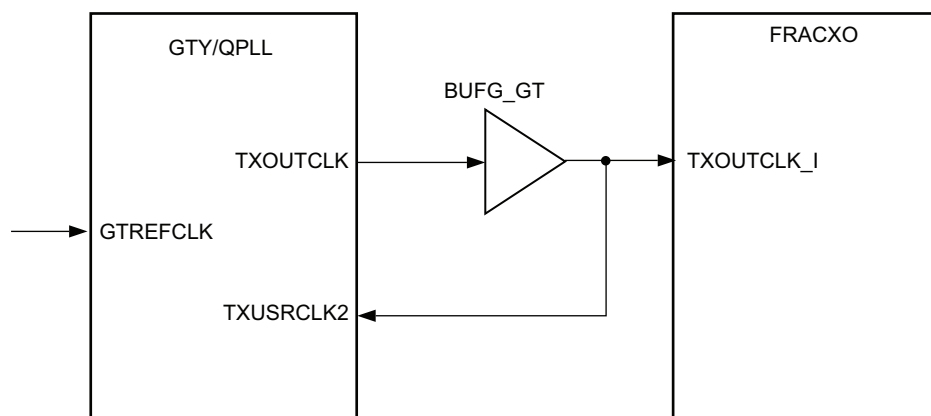 GTY/QPLL
FRACXO
BUFG_GT
TXOUTCLK
TXOUTCLK_I
GTREFCLK
TXUSRCLK2